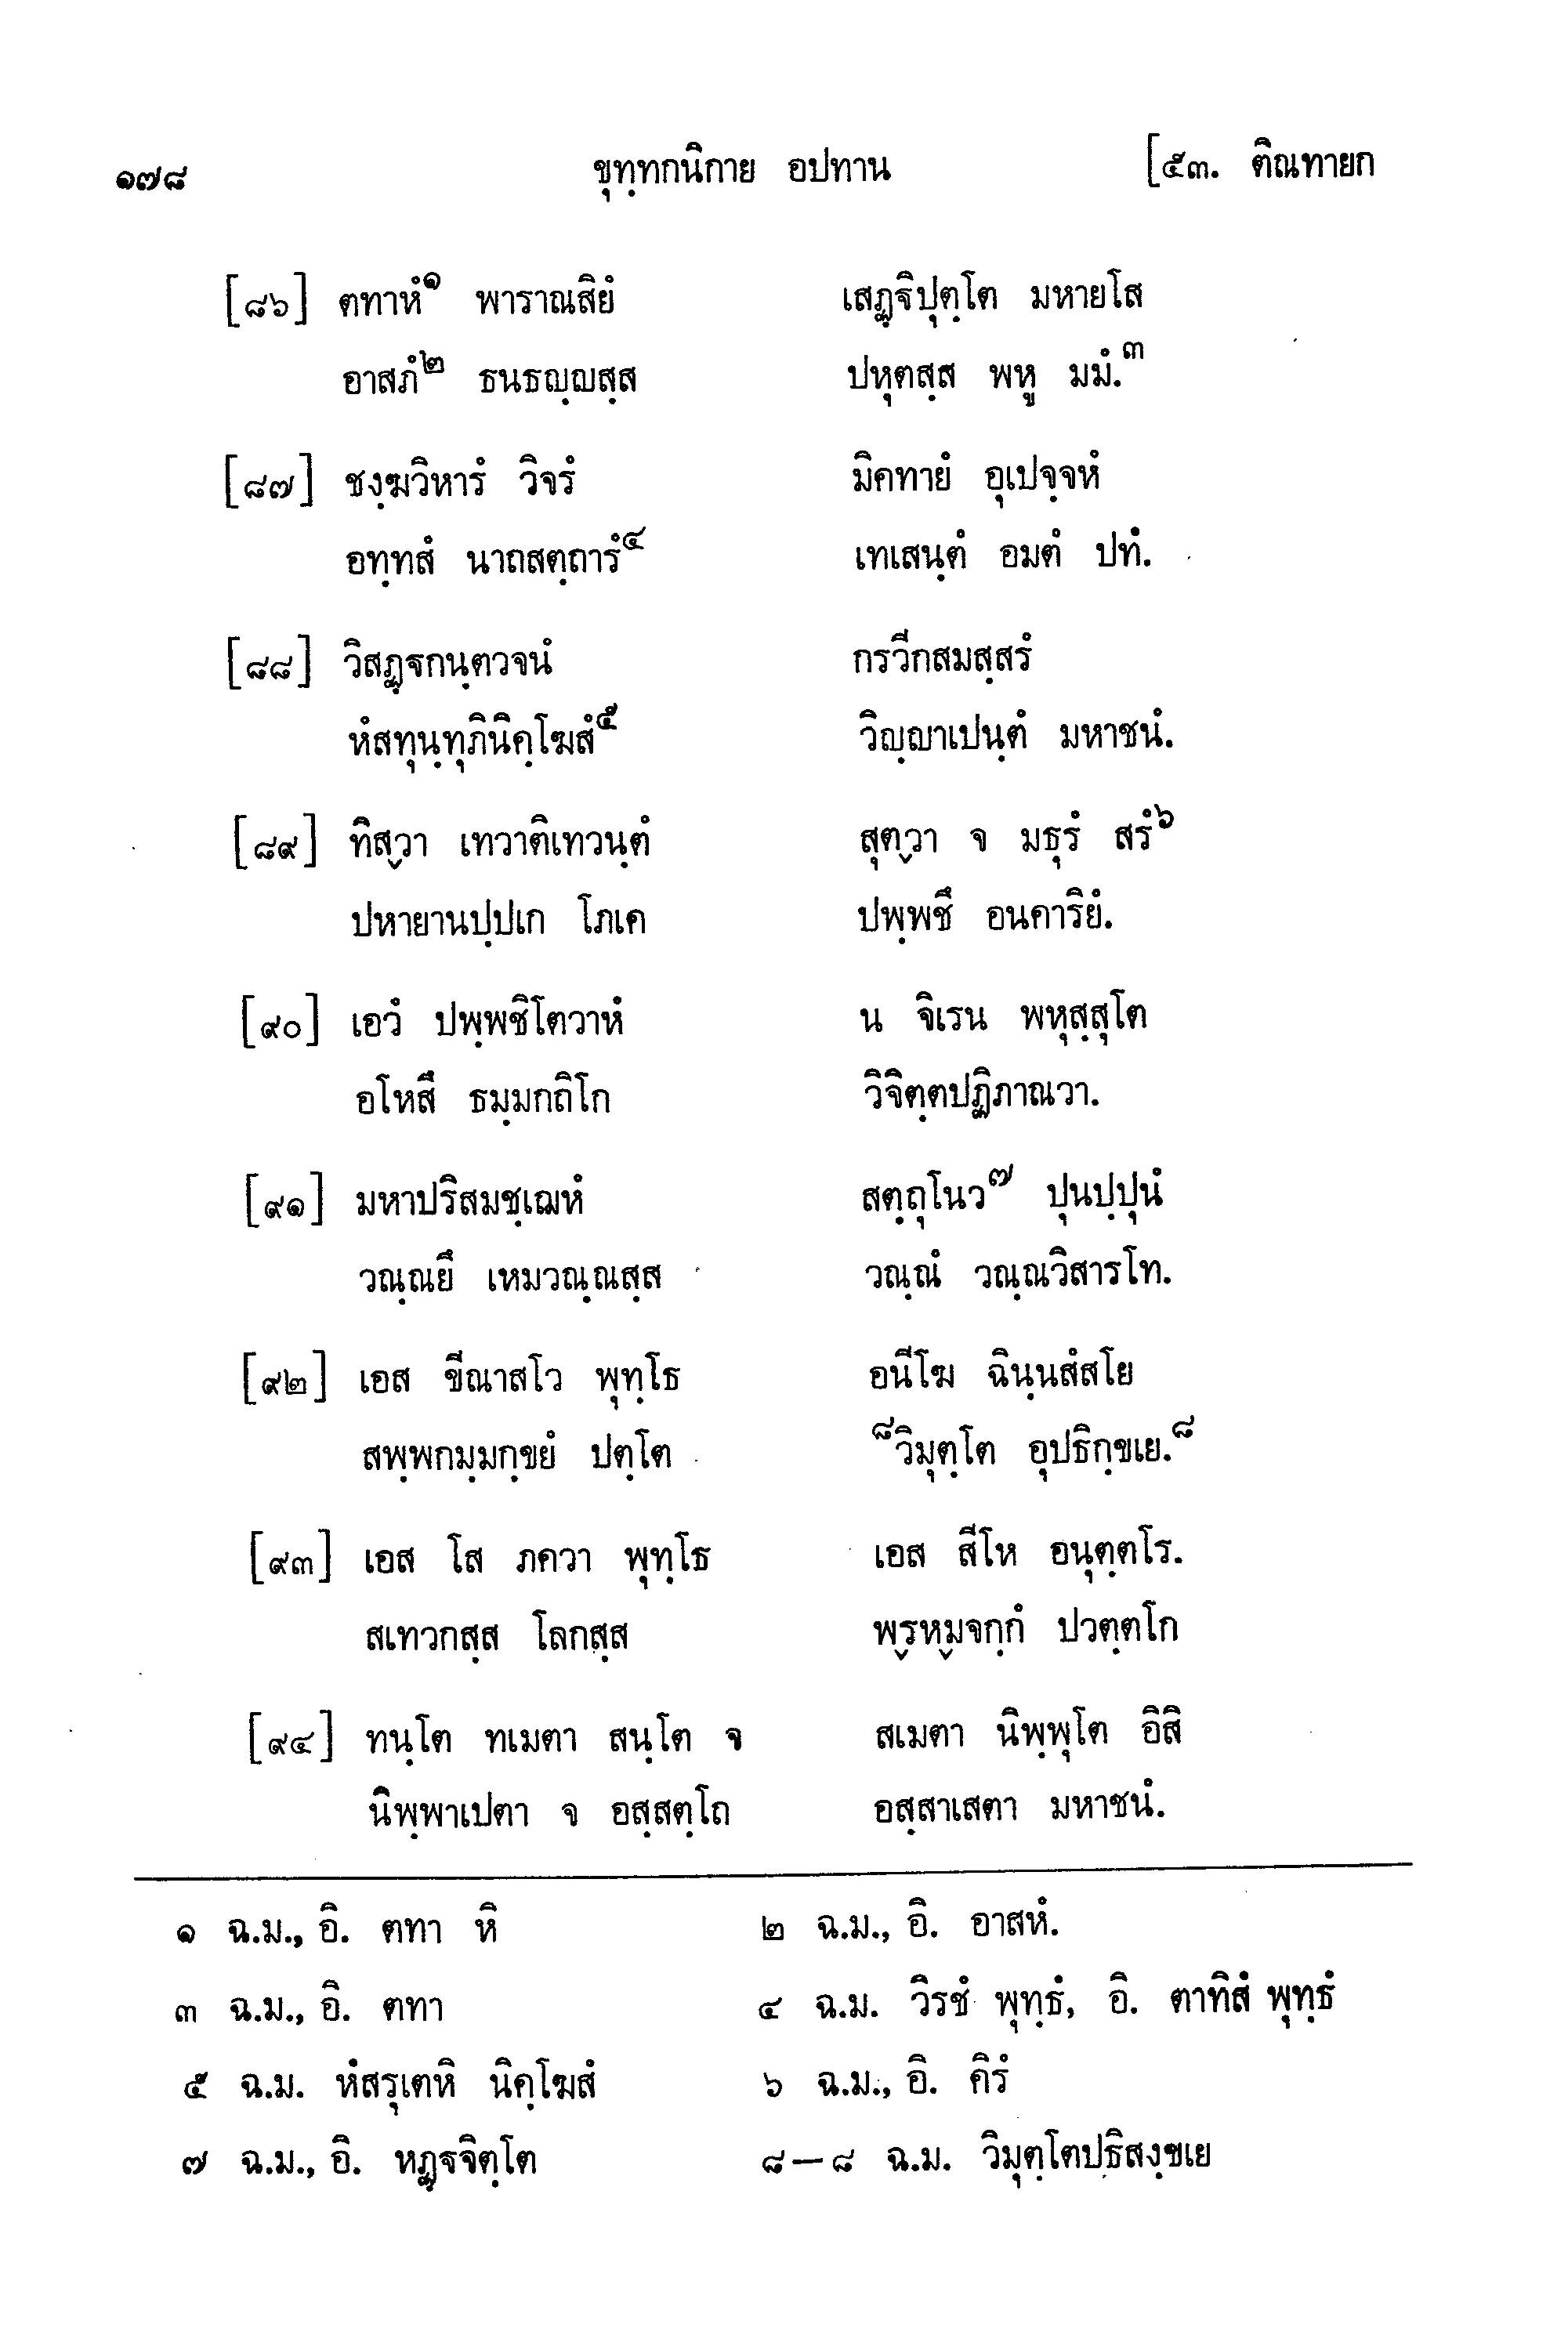 ๑๗๘ ขุทฺทกนิกาย อปทาน [๕๓. ติณทายก
[๘๖] ตทาหํ๑ พาราณสิยํ เสฏฺฐิปุตฺโต มหายโส
อาสภํ๒ ธนธญฺญสฺส ปหุตสฺส พหู มมํ.๓
[๘๗] ชงฺฆวิหารํ วิจรํ มิคทายํ อุเปจฺจหํ
อทฺทสํ นาถสตฺถารํ๔ เทเสนฺตํ อมตํ ปทํ.
[๘๘] วิสฏฺฐกนฺตวจนํ กรวีกสมสฺสรํ
หํสทุนฺทุภินิคฺโฆสํ๕ วิญฺญาเปนฺตํ มหาชนํ.
[๘๙] ทิสฺวา เทวาติเทวนฺตํ สุตฺวา จ มธุรํ สรํ๖
ปหายานปฺปเก โภเค ปพฺพชึ อนคาริยํ.
[๙๐] เอวํ ปพฺพชิโตวาหํ น จิเรน พหุสฺสุโต
อโหสึ ธมฺมกถิโก วิจิตฺตปฏิภาณวา.
[๙๑] มหาปริสมชฺเฌหํ สตฺถุโนว๗ ปุนปฺปุนํ
วณฺณยึ เหมวณฺณสฺส วณฺณํ วณฺณวิสารโท.
[๙๒] เอส ขีณาสโว พุทฺโธ อนีโฆ ฉินฺนสํสโย
สพฺพกมฺมกฺขยํ ปตฺโต ๘วิมุตฺโต อุปธิกฺขเย.๘
[๙๓] เอส โส ภควา พุทฺโธ เอส สีโห อนุตฺตโร.
สเทวกสฺส โลกสฺส พฺรหฺมจกฺกํ ปวตฺตโก
[๙๔] ทนฺโต ทเมตา สนฺโต จ สเมตา นิพฺพุโต อิสิ
นิพฺพาเปตา จ อสฺสตฺโถ อสฺสาเสตา มหาชนํ.
๑ ฉ.ม., อิ. ตทา หิ ๒ ฉ.ม., อิ. อาสหํ.
๓ ฉ.ม., อิ. ตทา ๔ ฉ.ม. วิรชํ พุทฺธํ, อิ. ตาทิสํ พุทฺธํ
๕ ฉ.ม. หํสรุเตหิ นิคฺโฆสํ ๖ ฉ.ม., อิ. คิรํ
๗ ฉ.ม., อิ. หฏฺฐจิตฺโต ๘–๘ ฉ.ม. วิมุตฺโตปธิสงฺขเย